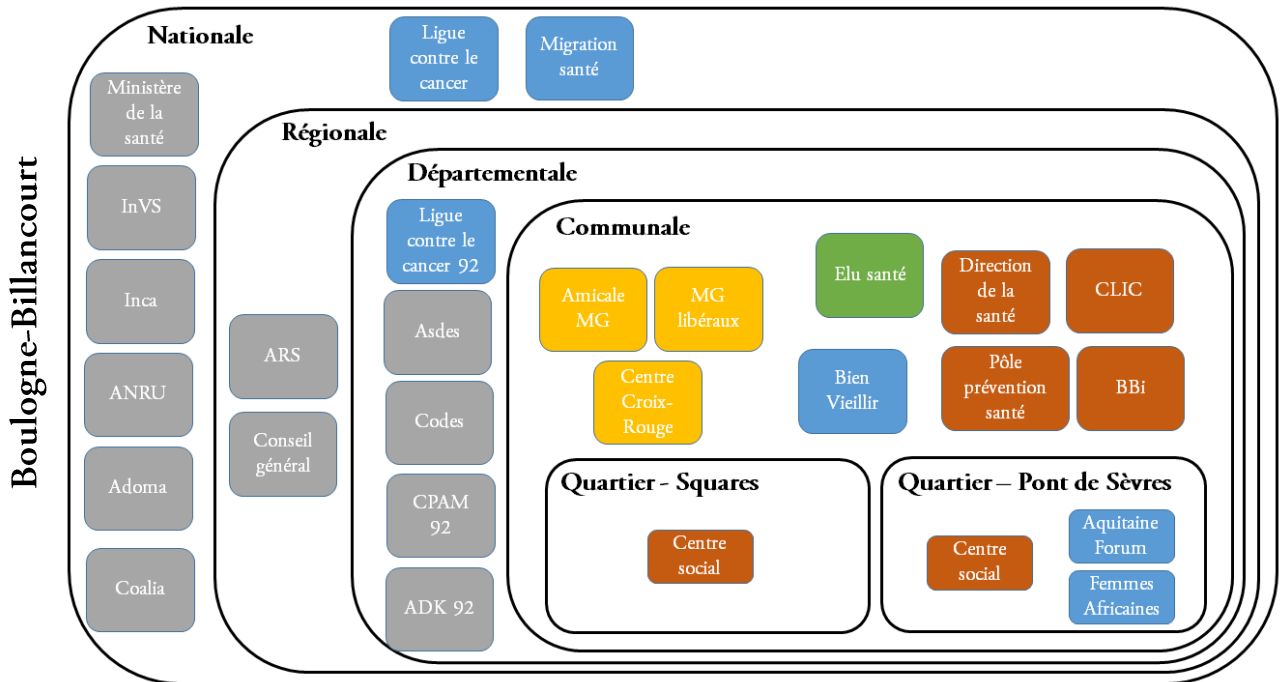 Boulogne-Billancourt
Nationale
Ligue
contre le
cancer
Migration
santé
Ministère
de la
santé
InVS
Inca
ANRU
Adoma
Coalia
Régionale
ARS
Conseil
général
Départementale
Ligue
contre le
cancer 92
Asdes
Codes
CPAM
92
ADK 92
Communale
Amicale
MG
MG
libéraux
Centre
Croix-
Rouge
Elu santé
Bien
Vieillir
Direction
de la
santé
CLIC
Pôle
prévention
santé
BBi
Quartier - Squares
Centre
social
Quartier – Pont de Sèvres
Centre
social
Aquitaine
Forum
Femmes
Africaines